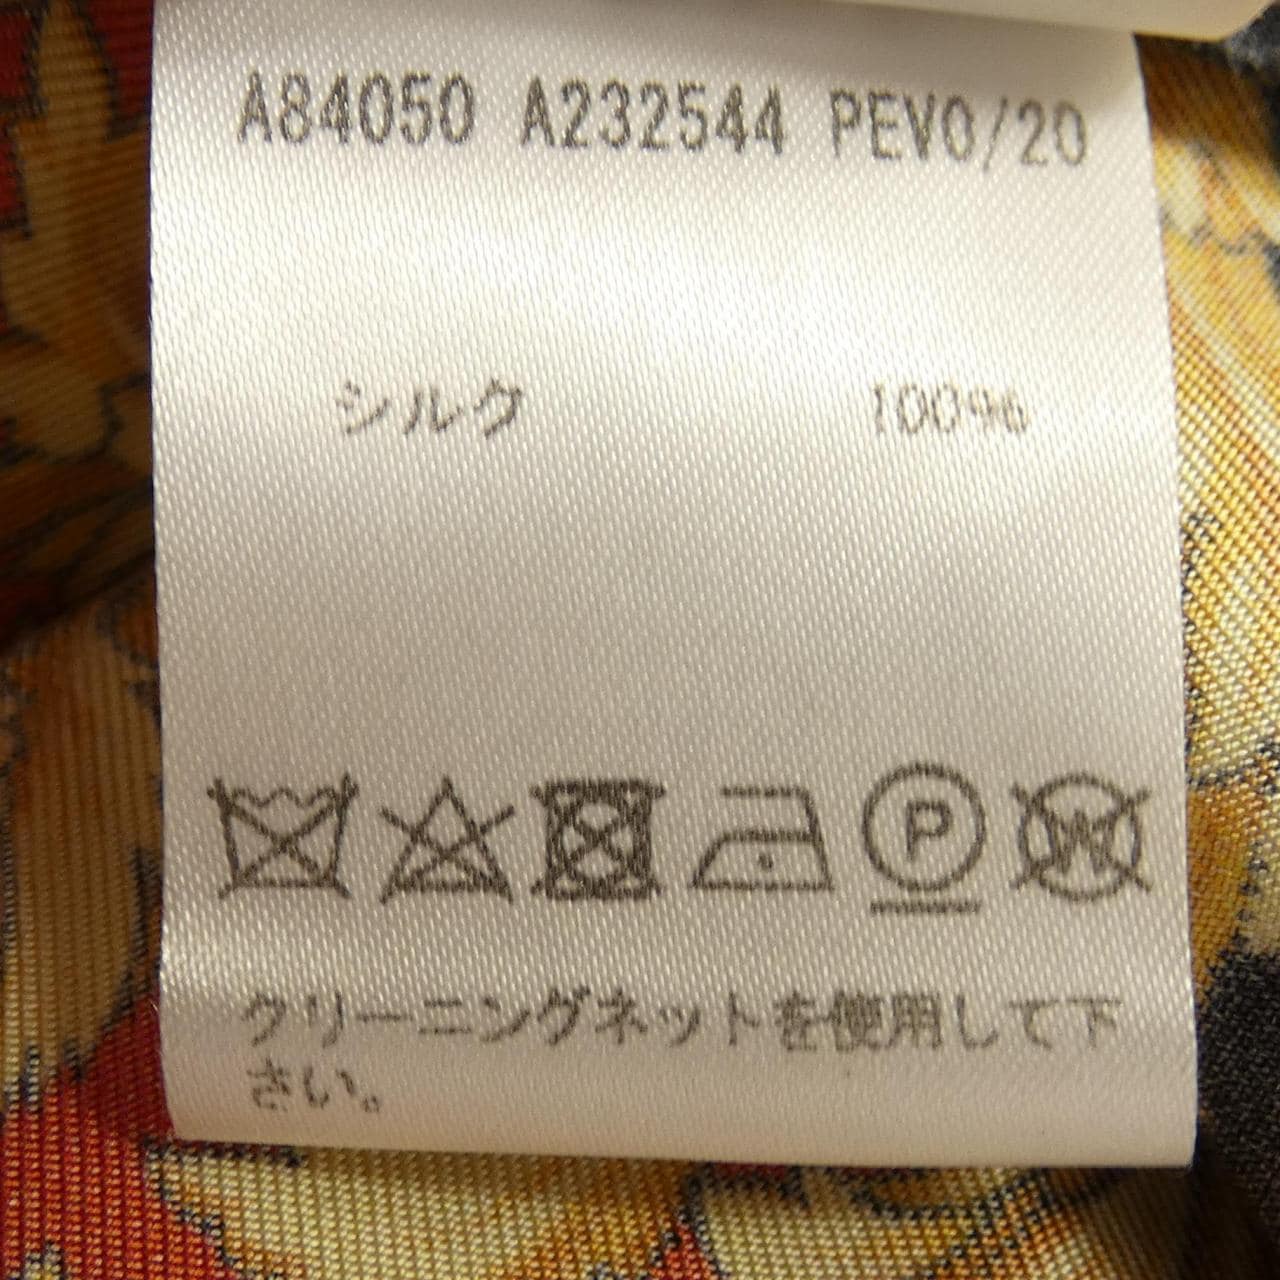 A84050 A232544 PEV0/20
シルク 100%
P
W
クリーニングネットを使用して下
さい。